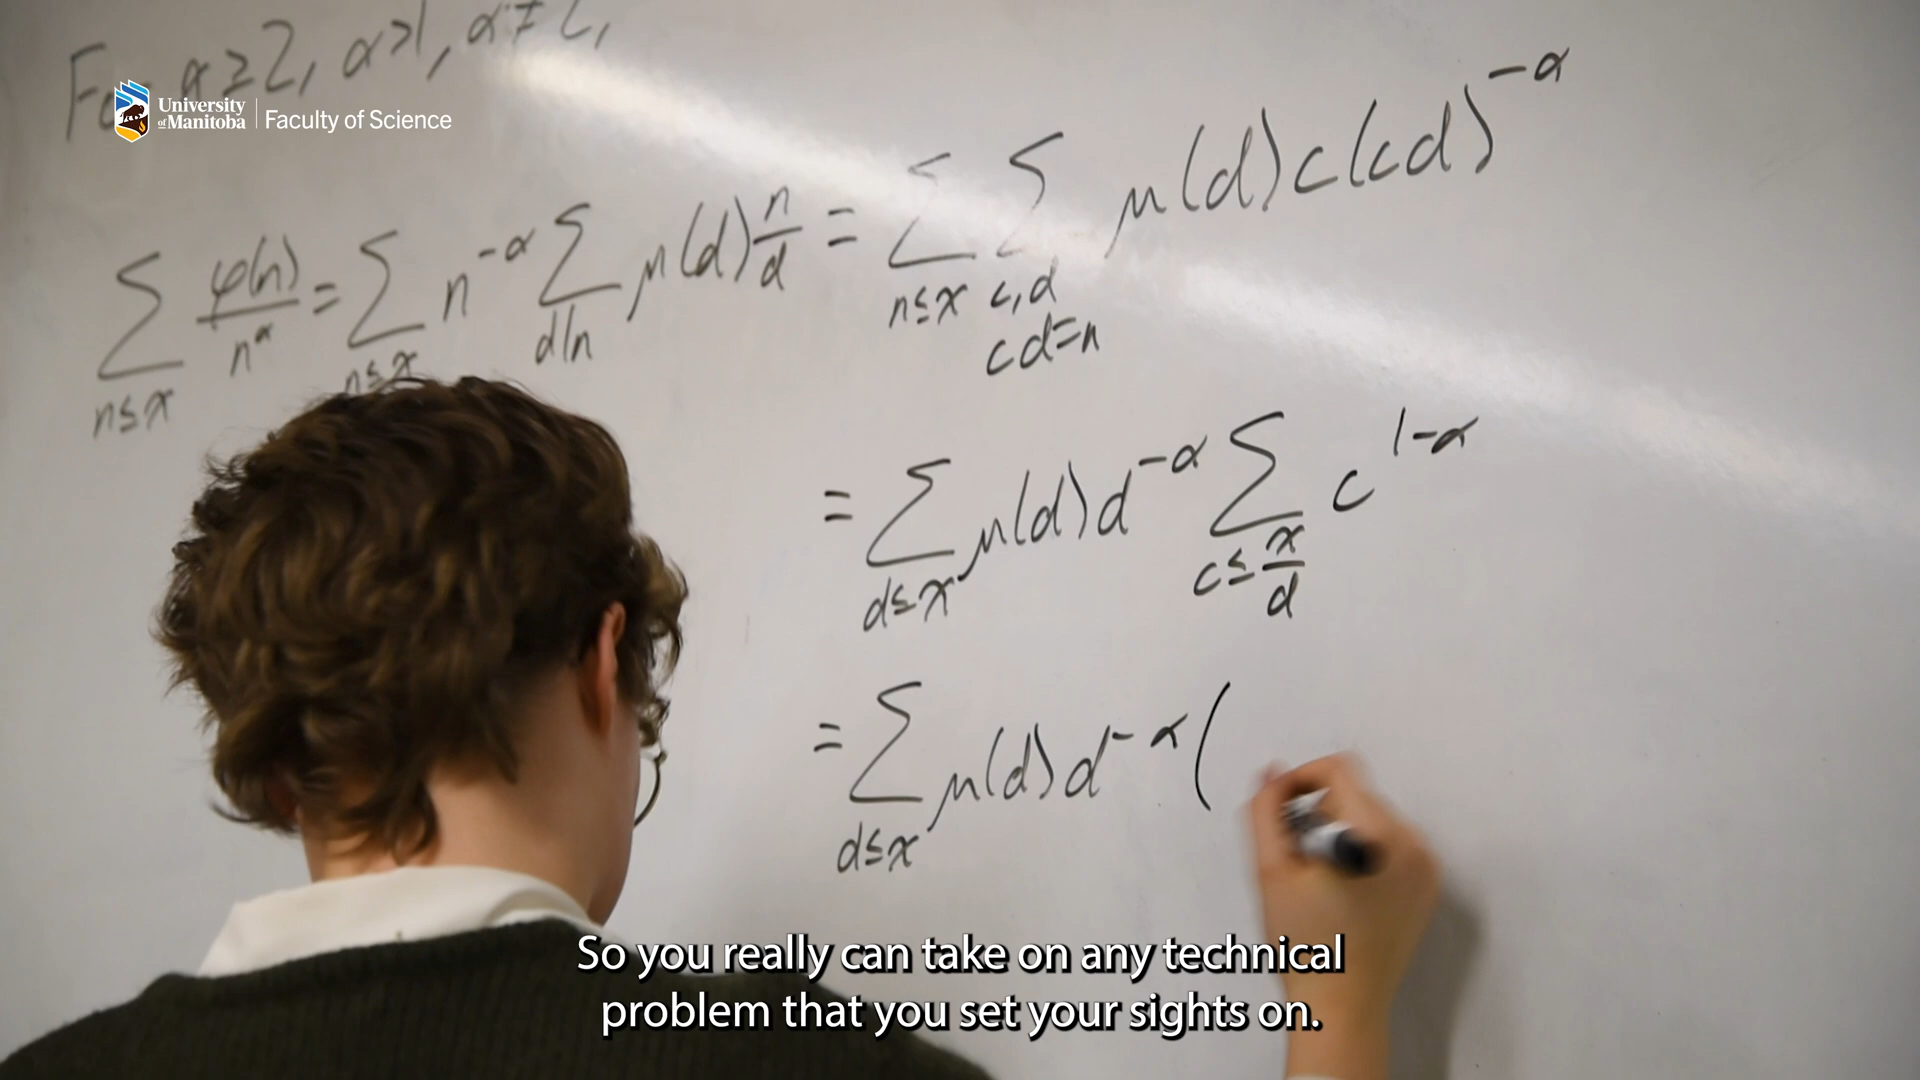 For x ≥ 2, α>1, α ≠ 2,
University of Manitoba | Faculty of Science
∑_{n≤x} φ(n)/n^α = ∑_{n≤x} n^{-α} ∑_{d|n} μ(d) n/d = ∑_{n≤x} ∑_{c,d cd=n} μ(d)c(cd)^{-α}
= ∑_{d≤x} μ(d)d^{-α} ∑_{c≤x/d} c^{1-α}
= ∑_{d≤x} μ(d)d^{-α} (
So you really can take on any technical
problem that you set your sights on.